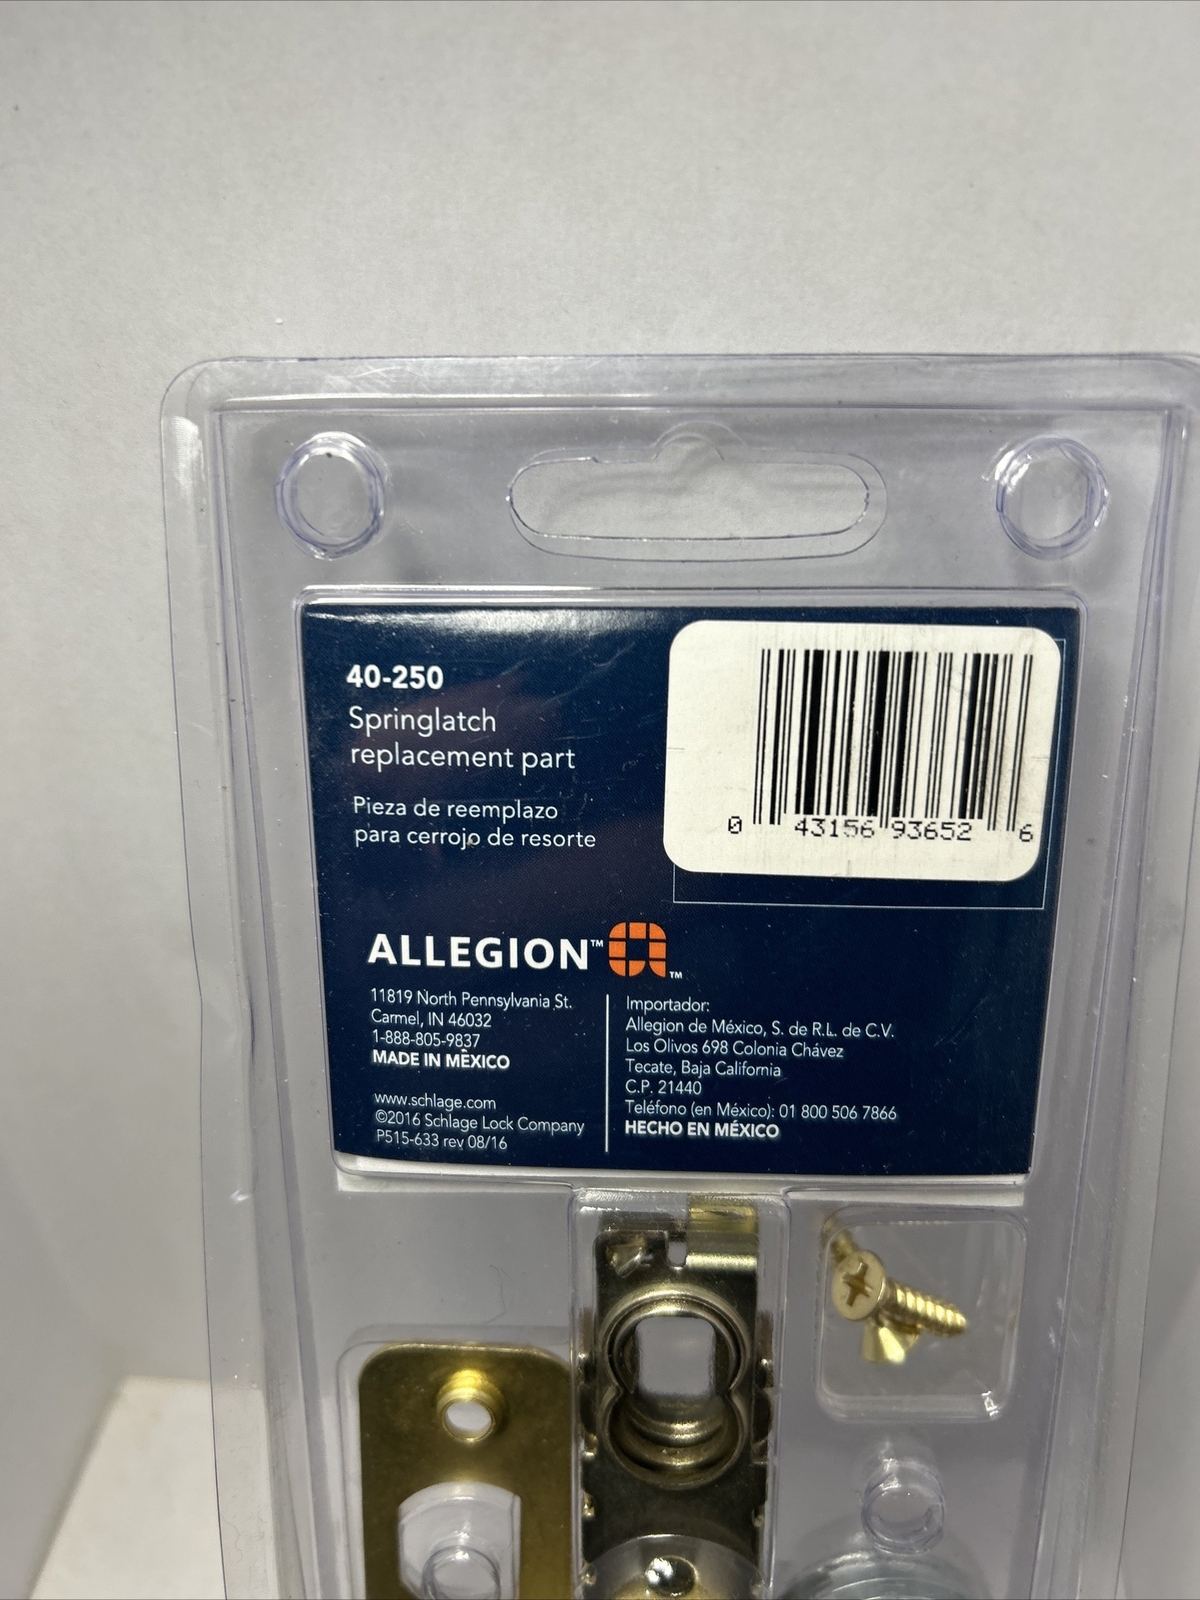 40-250
Springlatch
replacement part
Pieza de reemplazo
para cerrojo de resorte
0 43156 93652 6
ALLEGION™
™
11819 North Pennsylvania St.
Carmel, IN 46032
1-888-805-9837
MADE IN MÉXICO
www.schlage.com
©2016 Schlage Lock Company
P515-633 rev 08/16
Importador:
Allegion de México, S. de R.L. de C.V.
Los Olivos 698 Colonia Chávez
Tecate, Baja California
C.P. 21440
Teléfono (en México): 01 800 506 7866
HECHO EN MÉXICO